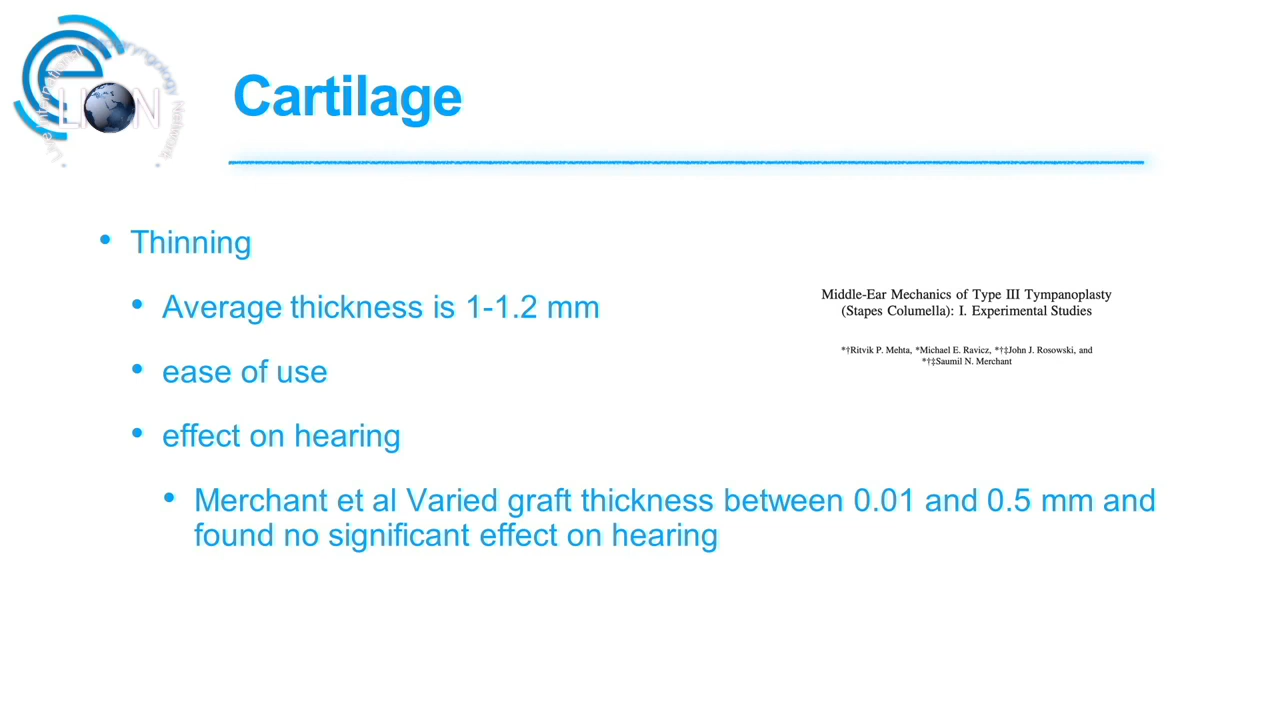 LION
Cartilage
• Thinning
• Average thickness is 1-1.2 mm
• ease of use
• effect on hearing
• Merchant et al Varied graft thickness between 0.01 and 0.5 mm and
found no significant effect on hearing
Middle-Ear Mechanics of Type III Tympanoplasty
(Stapes Columella): I. Experimental Studies
*†Ritvik P. Mehta, *Michael E. Ravicz, *†‡John J. Rosowski, and
*†‡Saumil N. Merchant